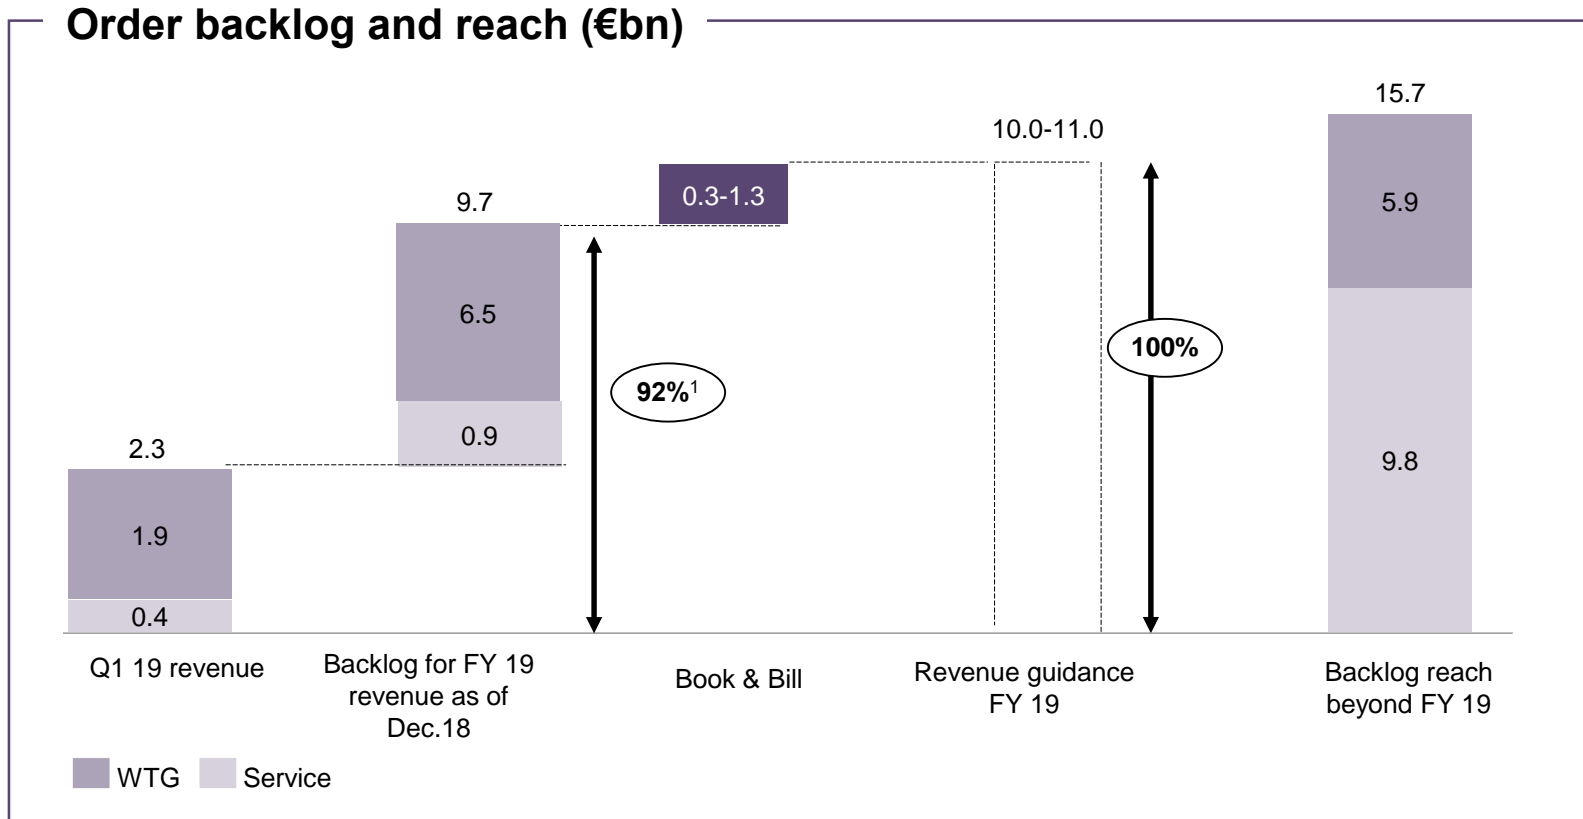 Order backlog and reach (€bn)
2.3
1.9
0.4
9.7
6.5
0.9
92%¹
0.3-1.3
10.0-11.0
100%
15.7
5.9
9.8
Q1 19 revenue
Backlog for FY 19
revenue as of
Dec.18
Book & Bill
Revenue guidance
FY 19
Backlog reach
beyond FY 19
WTG
Service